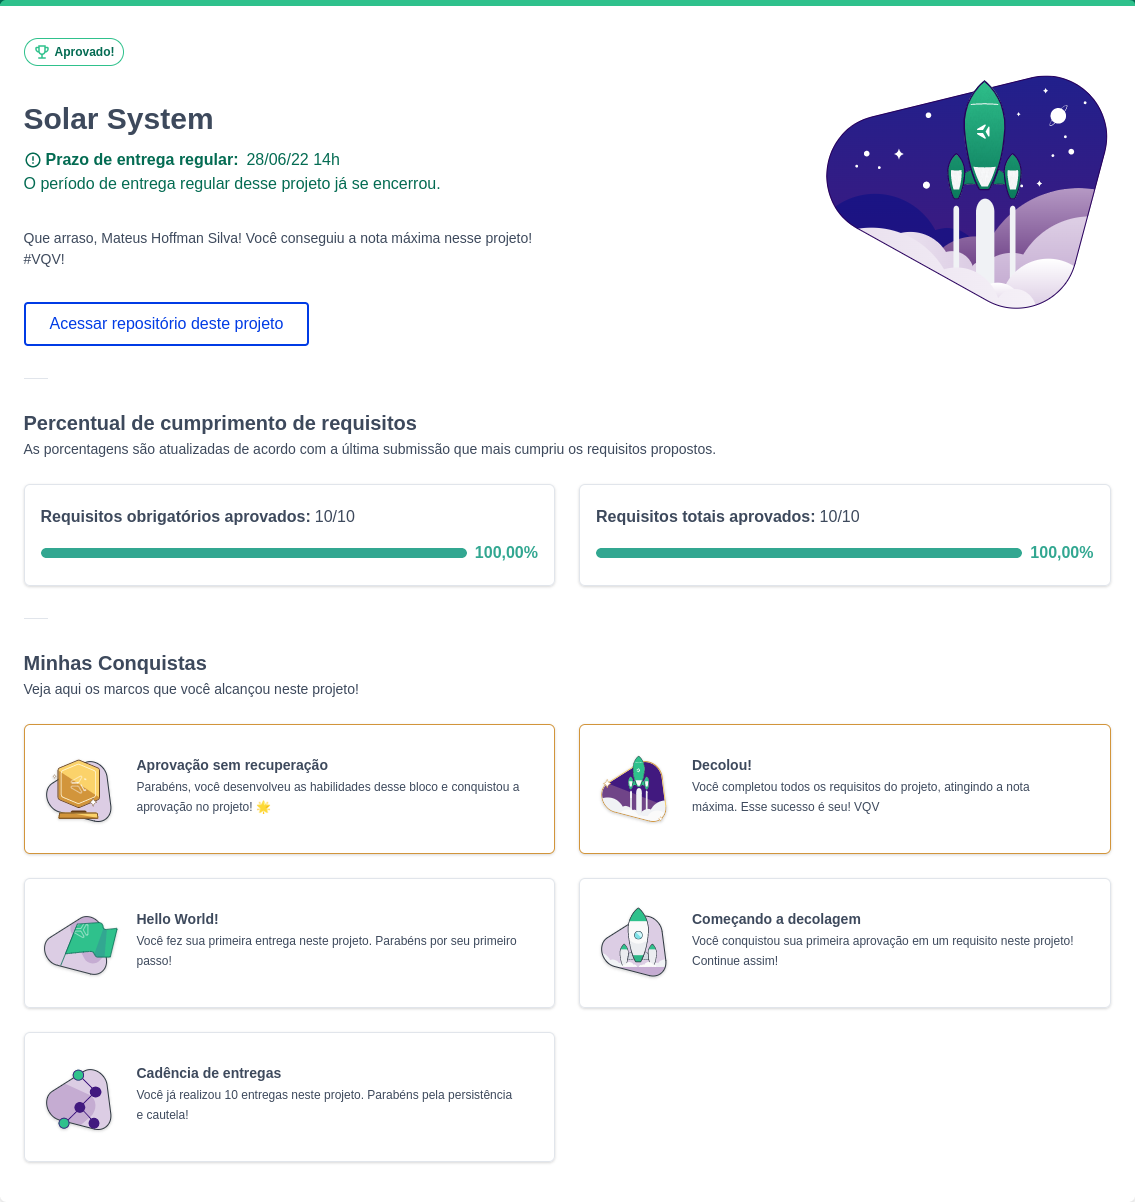 Aprovado!
Solar System
Prazo de entrega regular: 28/06/22 14h
O período de entrega regular desse projeto já se encerrou.
Que arraso, Mateus Hoffman Silva! Você conseguiu a nota máxima nesse projeto!
#VQV!
Acessar repositório deste projeto
Percentual de cumprimento de requisitos
As porcentagens são atualizadas de acordo com a última submissão que mais cumpriu os requisitos propostos.
Requisitos obrigatórios aprovados: 10/10
100,00%
Requisitos totais aprovados: 10/10
100,00%
Minhas Conquistas
Veja aqui os marcos que você alcançou neste projeto!
Aprovação sem recuperação
Parabéns, você desenvolveu as habilidades desse bloco e conquistou a
aprovação no projeto! 🌟
Decolou!
Você completou todos os requisitos do projeto, atingindo a nota
máxima. Esse sucesso é seu! VQV
Hello World!
Você fez sua primeira entrega neste projeto. Parabéns por seu primeiro
passo!
Começando a decolagem
Você conquistou sua primeira aprovação em um requisito neste projeto!
Continue assim!
Cadência de entregas
Você já realizou 10 entregas neste projeto. Parabéns pela persistência
e cautela!